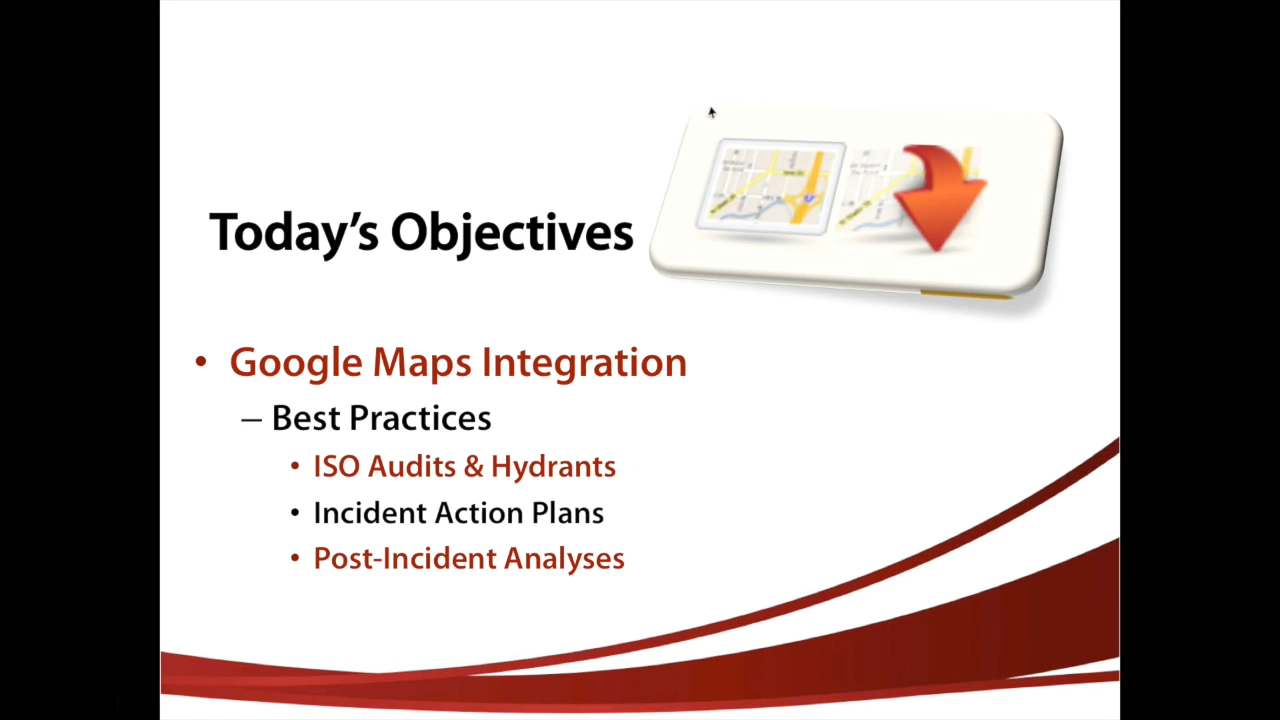 Today's Objectives
• Google Maps Integration
– Best Practices
• ISO Audits & Hydrants
• Incident Action Plans
• Post-Incident Analyses